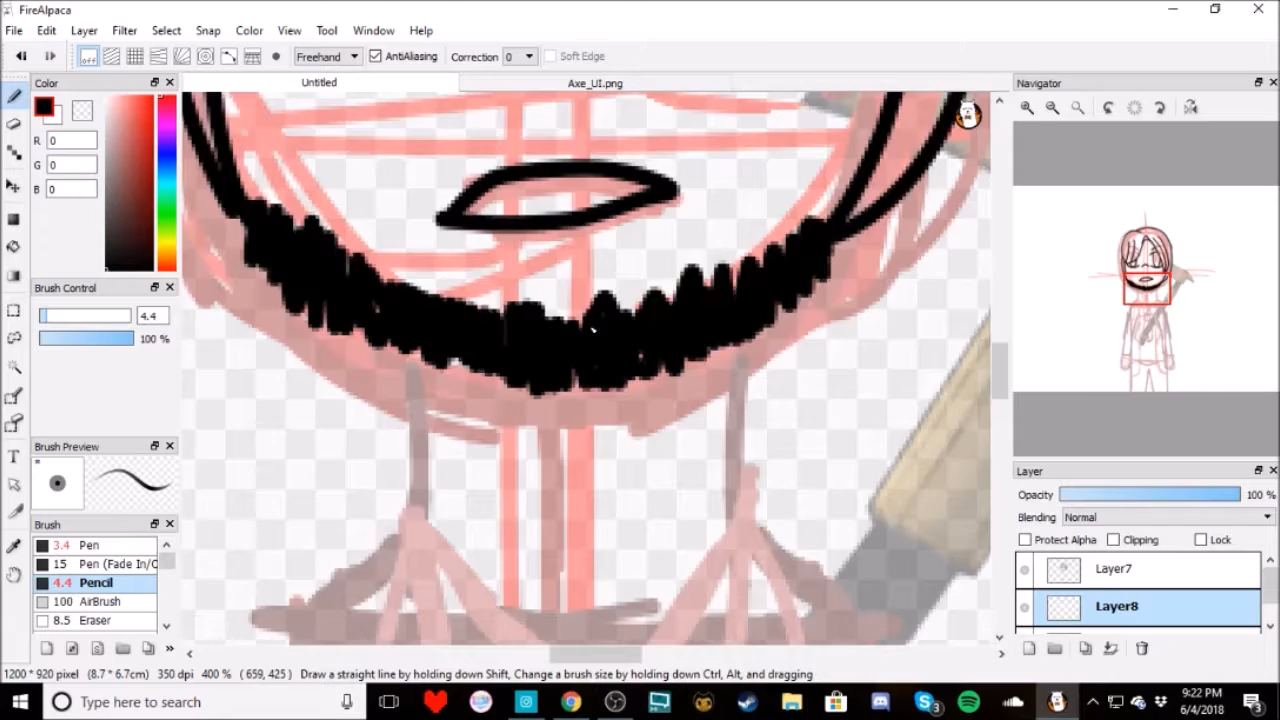 FireAlpaca
File Edit Layer Filter Select Snap Color View Tool Window Help
off Freehand AntiAliasing Correction 0 Soft Edge
Color Untitled Axe_UI.png Navigator
R 0
G 0
B 0
Brush Control
4.4
100 %
Brush Preview
Brush
3.4 Pen
15 Pen (Fade In/O
4.4 Pencil
100 AirBrush
8.5 Eraser
Layer
Opacity 100 %
Blending Normal
Protect Alpha Clipping Lock
Layer7
Layer8
1200 * 920 pixel (8.7 * 6.7cm) 350 dpi 400 % ( 659, 425 ) Draw a straight line by holding down Shift, Change a brush size by holding down Ctrl, Alt, and dragging
Type here to search
3
9:22 PM
6/4/2018
3